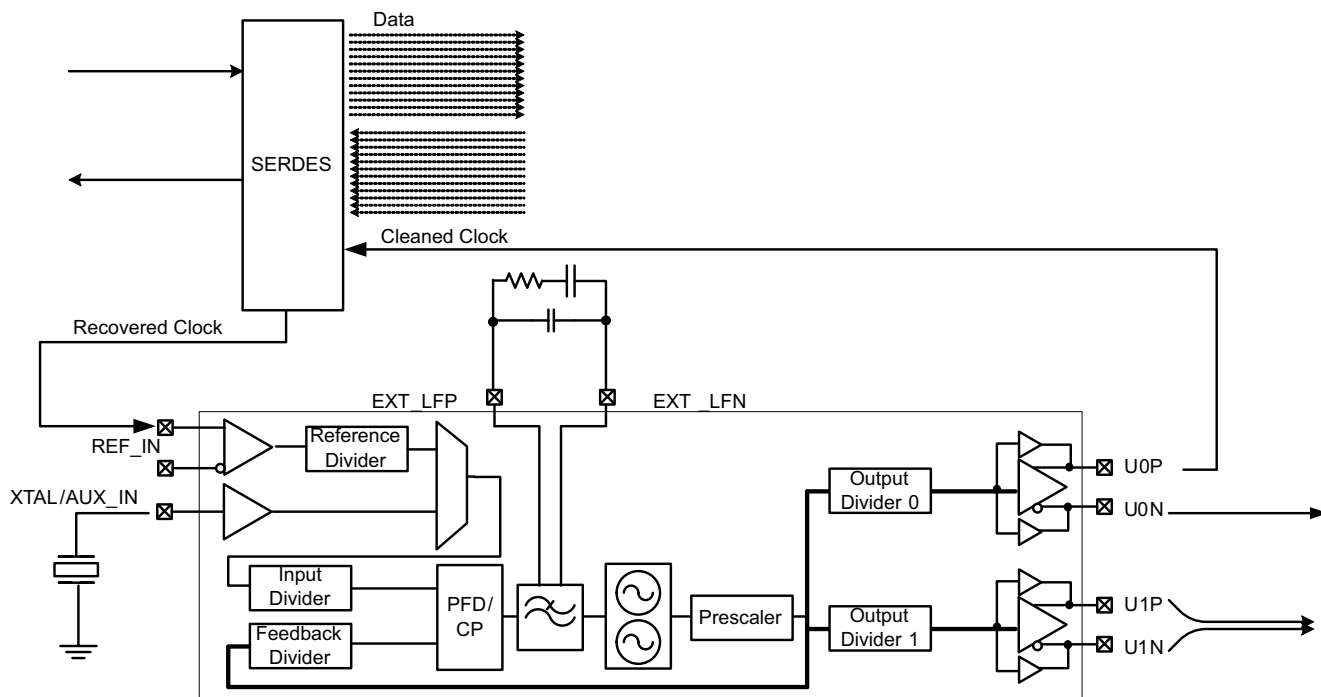 Data
SERDES
Cleaned Clock
Recovered Clock
EXT_LFP
EXT _LFN
REF_IN
Reference
Divider
XTAL/AUX_IN
Output
Divider 0
U0P
U0N
Input
Divider
PFD/
CP
Prescaler
Feedback
Divider
Output
Divider 1
U1P
U1N